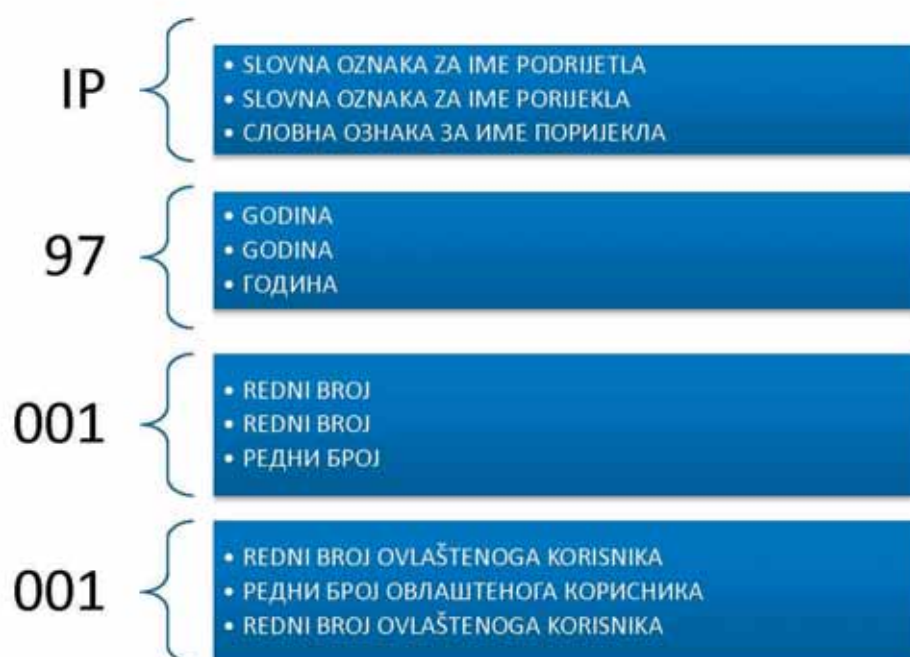 IP
• SLOVNA OZNAKA ZA IME PODRIJETLA
• SLOVNA OZNAKA ZA IME PORIJEKLA
• СЛОВНА ОЗНАКА ЗА ИМЕ ПОРИЈЕКЛА
97
• GODINA
• GODINA
• ГОДИНА
001
• REDNI BROJ
• REDNI BROJ
• РЕДНИ БРОЈ
001
• REDNI BROJ OVLAŠTENOGA KORISNIKA
• РЕДНИ БРОЈ ОВЛАШТЕНОГА КОРИСНИКА
• REDNI BROJ OVLAŠTENOGA KORISNIKA